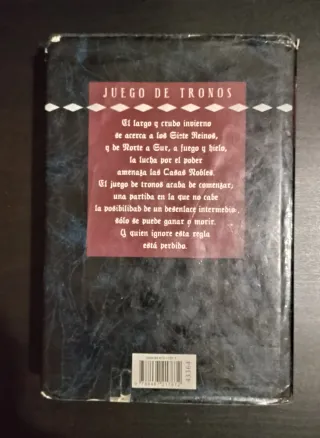 JUEGO DE TRONOS
El largo y crudo invierno
se acerca a los Siete Reinos,
y de Norte a Sur, a fuego y hielo,
la lucha por el poder
amenaza las Casas Nobles.
El juego de tronos acaba de comenzar,
una partida en la que no cabe
la posibilidad de un desenlace intermedio:
sólo se puede ganar o morir.
Y quien ignore esta regla
está perdido.